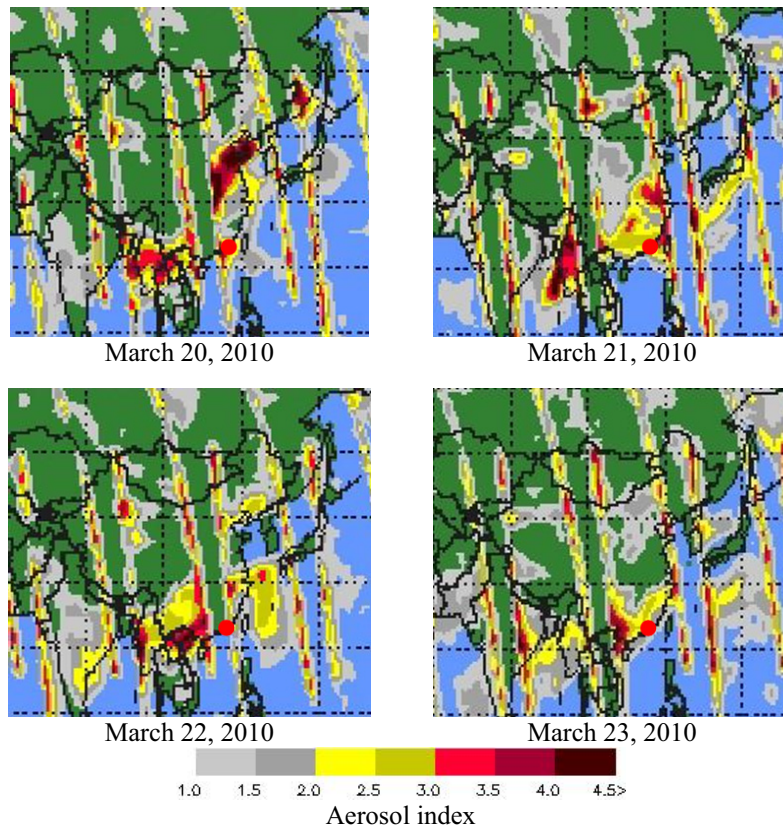 March 20, 2010
March 21, 2010
March 22, 2010
March 23, 2010
1.0 1.5 2.0 2.5 3.0 3.5 4.0 4.5>
Aerosol index